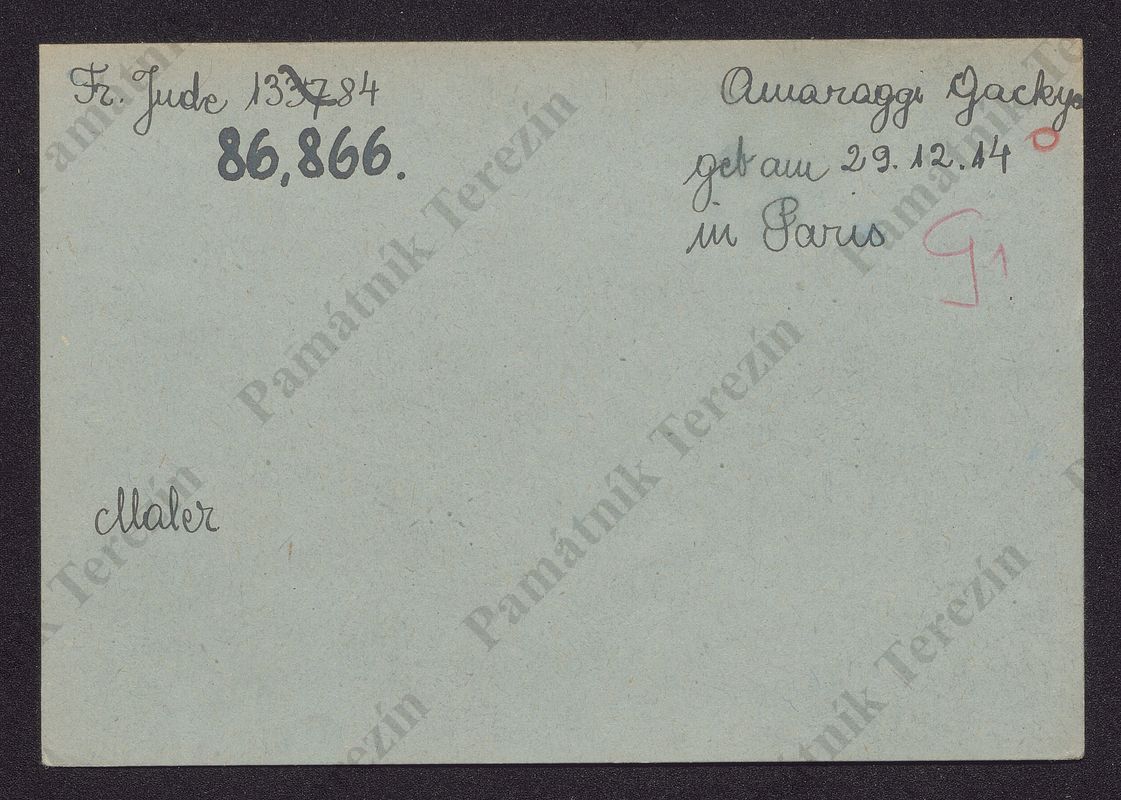 Fr. Jude 133784
86,866.
Amaraggi Jackya
geb am 29.12.14
in Paris
G1
Maler
Památník Terezín
Památník Terezín
Památník Terezín
Památník Terezín
Památník Terezín